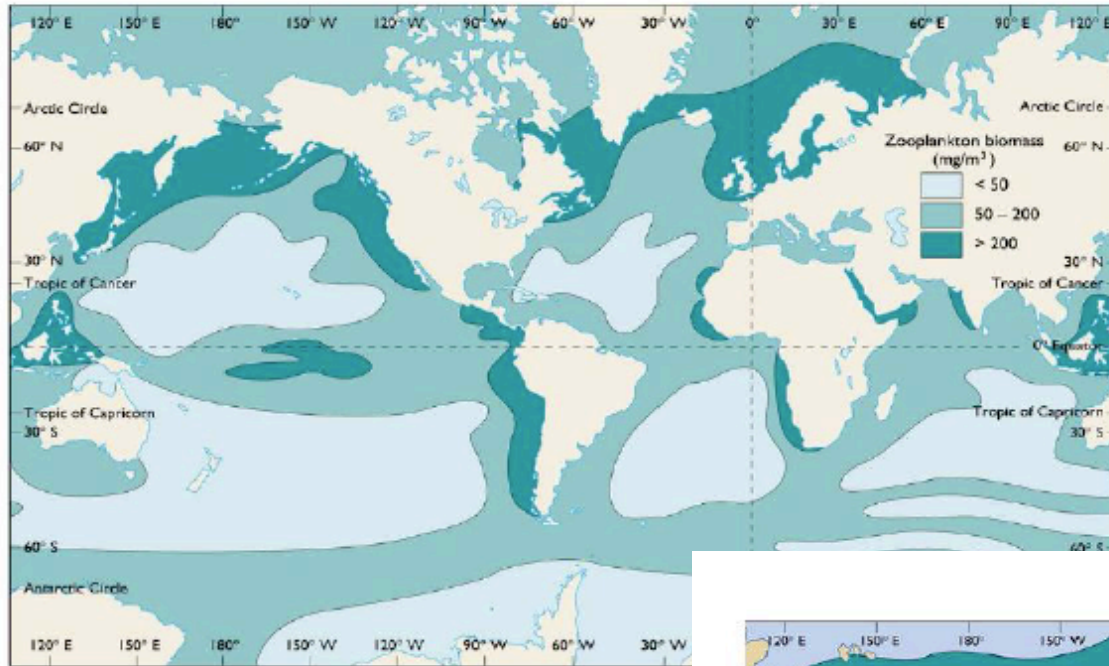 120° E 150° E 180° 150° W 120° W 90° W 60° W 30° W 0° 30° E 60° E 90° E 120° E
Arctic Circle Arctic Circle
60° N 60° N
Zooplankton biomass
(mg/m³)
< 50
50 – 200
> 200
30° N 30° N
Tropic of Cancer Tropic of Cancer
0° Equator
Tropic of Capricorn Tropic of Capricorn
30° S 30° S
60° S 60° S
Antarctic Circle
120° E 150° E 180° 150° W 120° W 90° W 60° W 30° W
120° E 150° E 180° 150° W